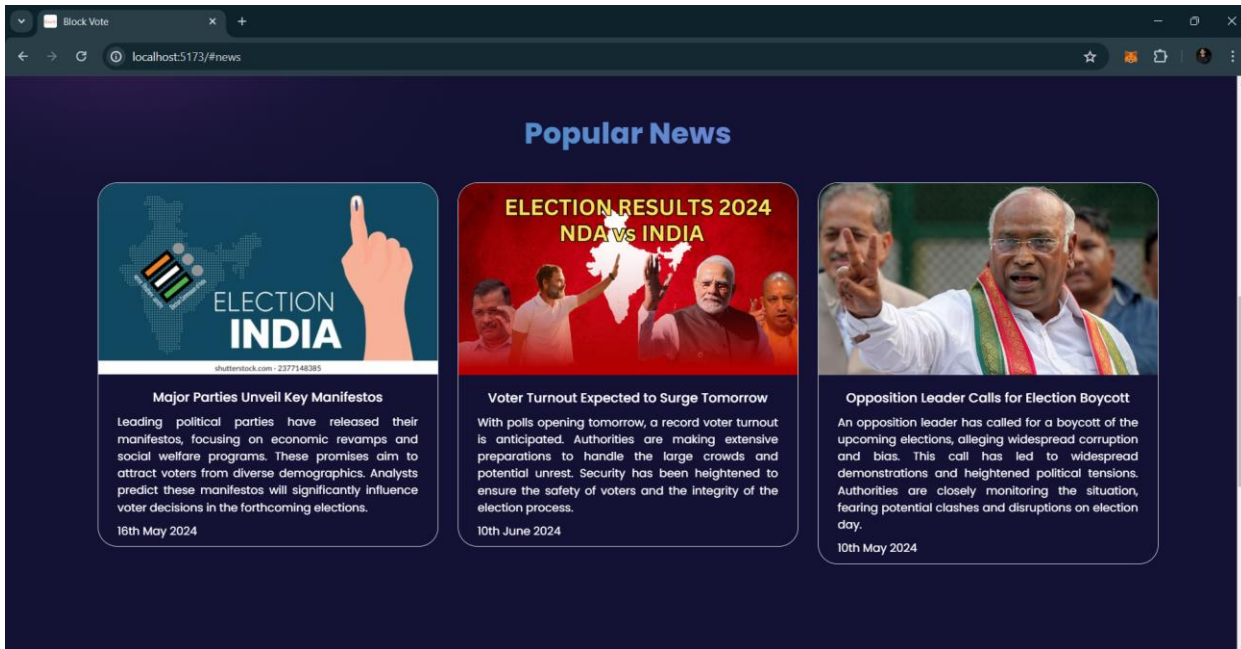 Block Vote
localhost:5173/#news
Popular News
ELECTION
INDIA
shutterstock.com · 2377148385
Major Parties Unveil Key Manifestos
Leading political parties have released their
manifestos, focusing on economic revamps and
social welfare programs. These promises aim to
attract voters from diverse demographics. Analysts
predict these manifestos will significantly influence
voter decisions in the forthcoming elections.
16th May 2024
ELECTION RESULTS 2024
NDA vs INDIA
Voter Turnout Expected to Surge Tomorrow
With polls opening tomorrow, a record voter turnout
is anticipated. Authorities are making extensive
preparations to handle the large crowds and
potential unrest. Security has been heightened to
ensure the safety of voters and the integrity of the
election process.
10th June 2024
Opposition Leader Calls for Election Boycott
An opposition leader has called for a boycott of the
upcoming elections, alleging widespread corruption
and bias. This call has led to widespread
demonstrations and heightened political tensions.
Authorities are closely monitoring the situation,
fearing potential clashes and disruptions on election
day.
10th May 2024